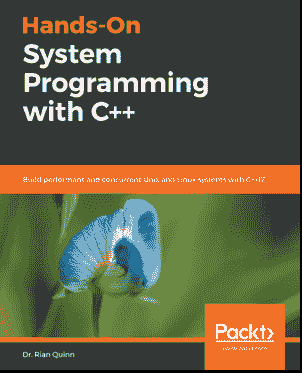 Hands-On
System
Programming
with C++
Build performant and concurrent Unix and Linux systems with C++17
Packt>
Dr. Rian Quinn